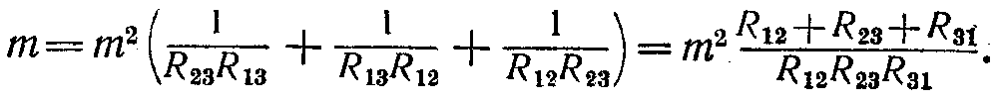 m = m² ( 1/(R₂₃R₁₃) + 1/(R₁₃R₁₂) + 1/(R₁₂R₂₃) ) = m² (R₁₂ + R₂₃ + R₃₁)/(R₁₂R₂₃R₃₁).